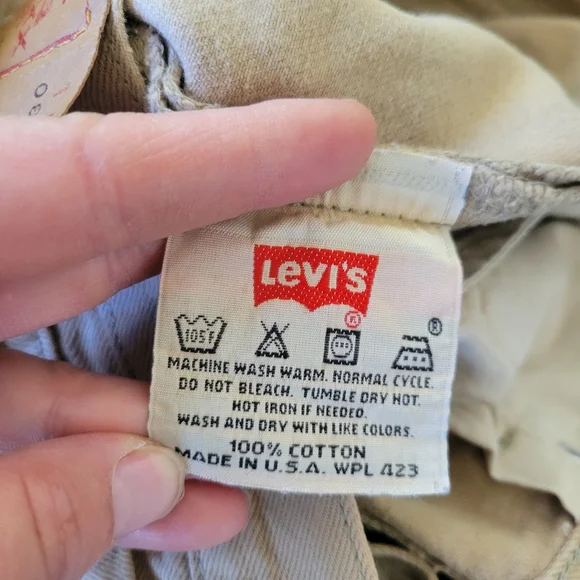 LEVI'S
®
105F
®
MACHINE WASH WARM. NORMAL CYCLE.
DO NOT BLEACH. TUMBLE DRY HOT.
HOT IRON IF NEEDED.
WASH AND DRY WITH LIKE COLORS.
100% COTTON
MADE IN U.S.A. WPL 423